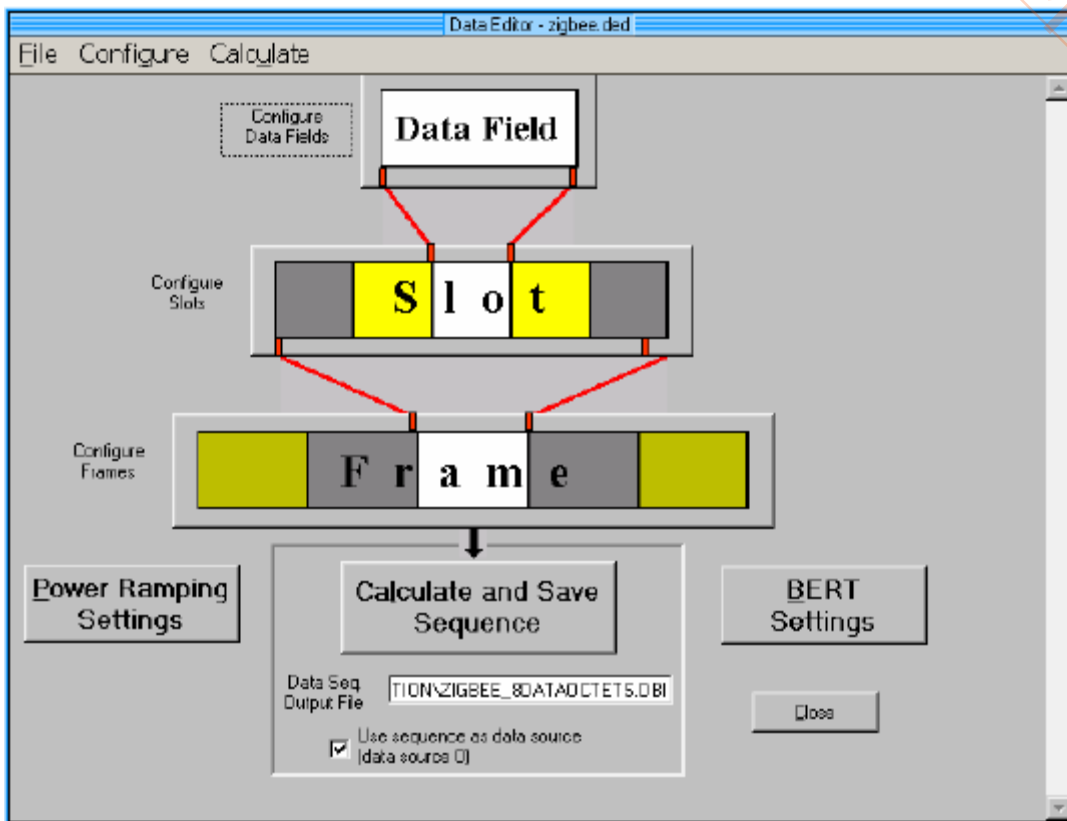 Data Editor - zigbee.ded
File Configure Calculate
Configure
Data Fields
Data Field
Configure
Slots
Slot
Configure
Frames
Frame
Power Ramping
Settings
Calculate and Save
Sequence
BERT
Settings
Data Seq.
Output File
TION\ZIGBEE_8DATAOCTETS.DBI
Use sequence as data source
(data source 0)
Close